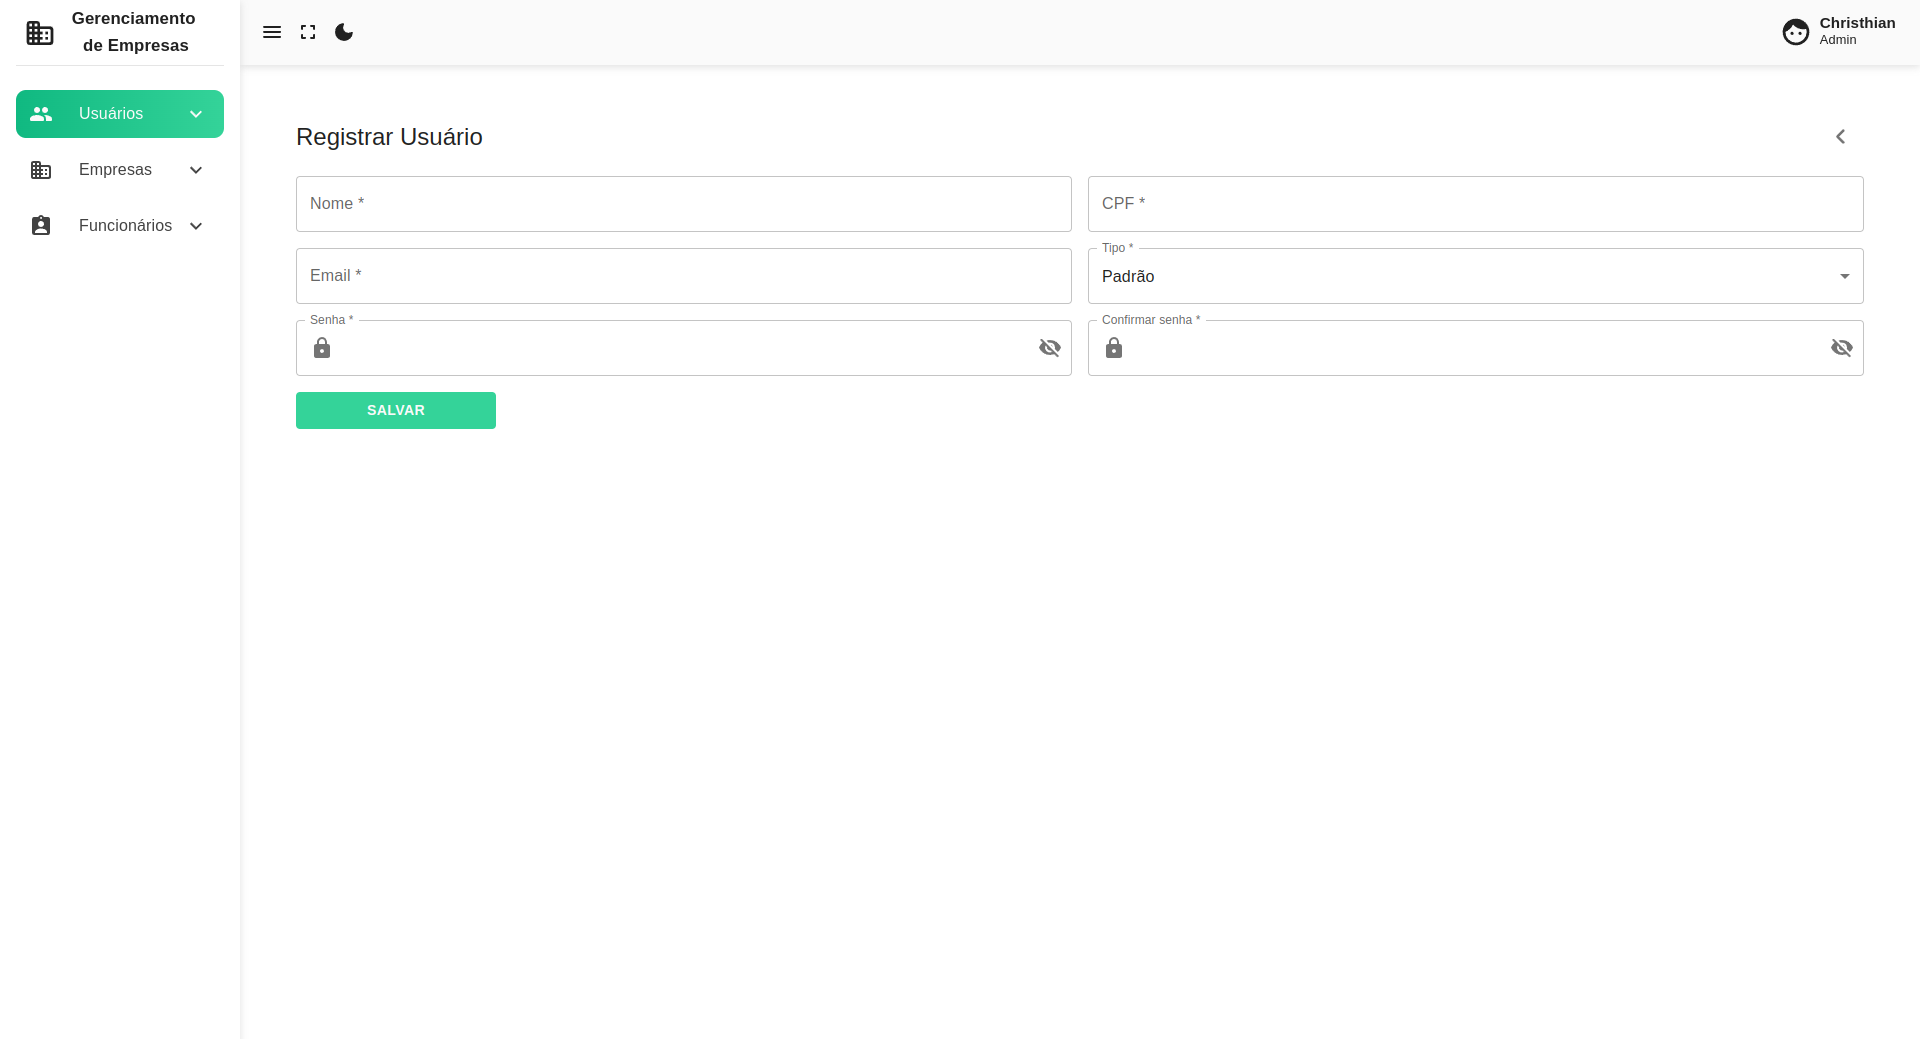 Gerenciamento
de Empresas
Christhian
Admin
Usuários
Empresas
Funcionários
Registrar Usuário
Nome *
CPF *
Email *
Tipo *
Padrão
Senha *
Confirmar senha *
SALVAR